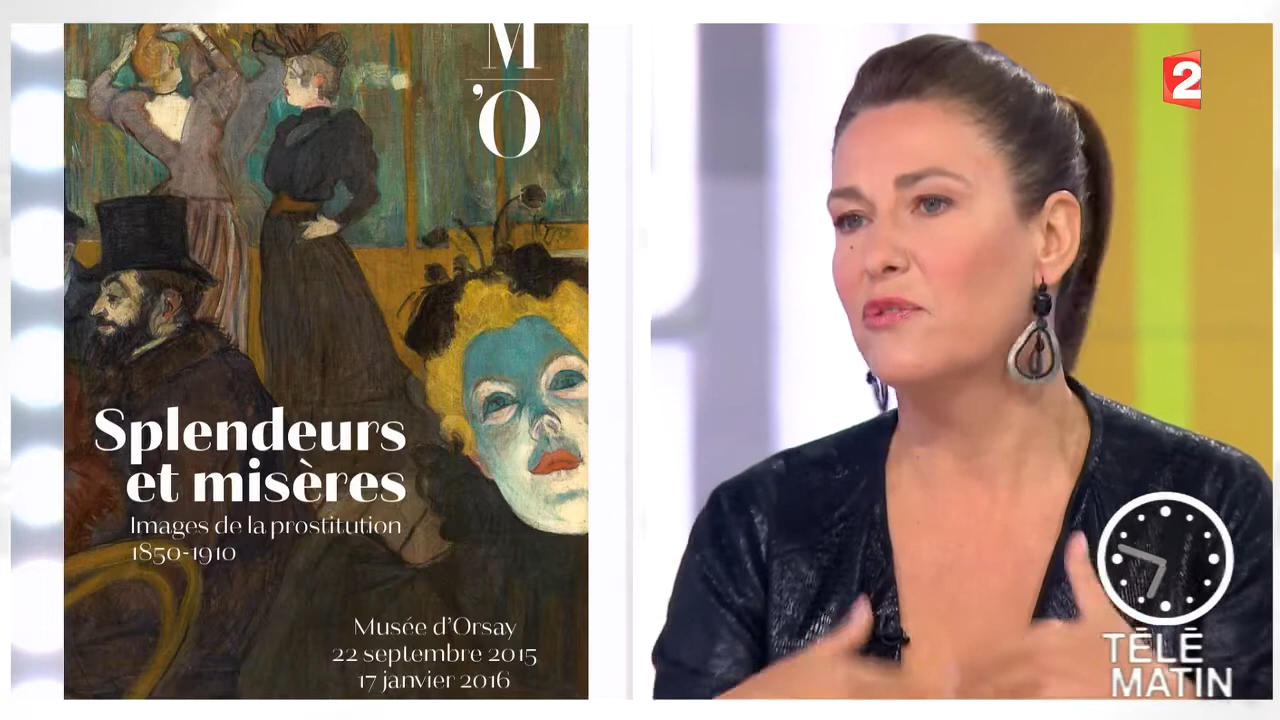 M
'O
Splendeurs
et misères
Images de la prostitution
1850-1910
Musée d'Orsay
22 septembre 2015
17 janvier 2016
2
TÉLÉ
MATIN